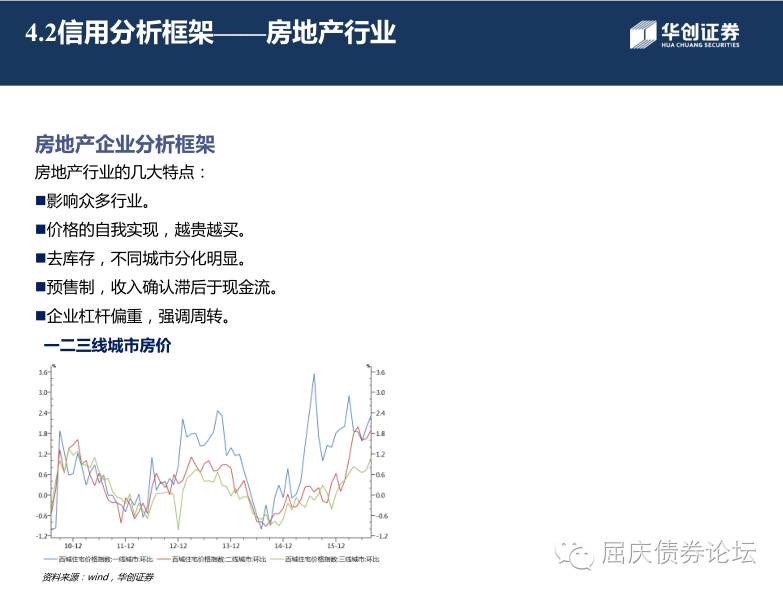 4.2信用分析框架——房地产行业
华创证券
HUA CHUANG SECURITIES
房地产企业分析框架
房地产行业的几大特点：
■影响众多行业。
■价格的自我实现，越贵越买。
■去库存，不同城市分化明显。
■预售制，收入确认滞后于现金流。
■企业杠杆偏重，强调周转。
一二三线城市房价
3.6 3.6
3.0 3.0
2.4 2.4
1.8 1.8
1.2 1.2
0.6 0.6
0.0 0.0
-0.6 -0.6
-1.2 -1.2
10-12 11-12 12-12 13-12 14-12 15-12
百城住宅价格指数:一线城市:环比 百城住宅价格指数:二线城市:环比 百城住宅价格指数:三线城市:环比
资料来源：wind，华创证券
屈庆债券论坛